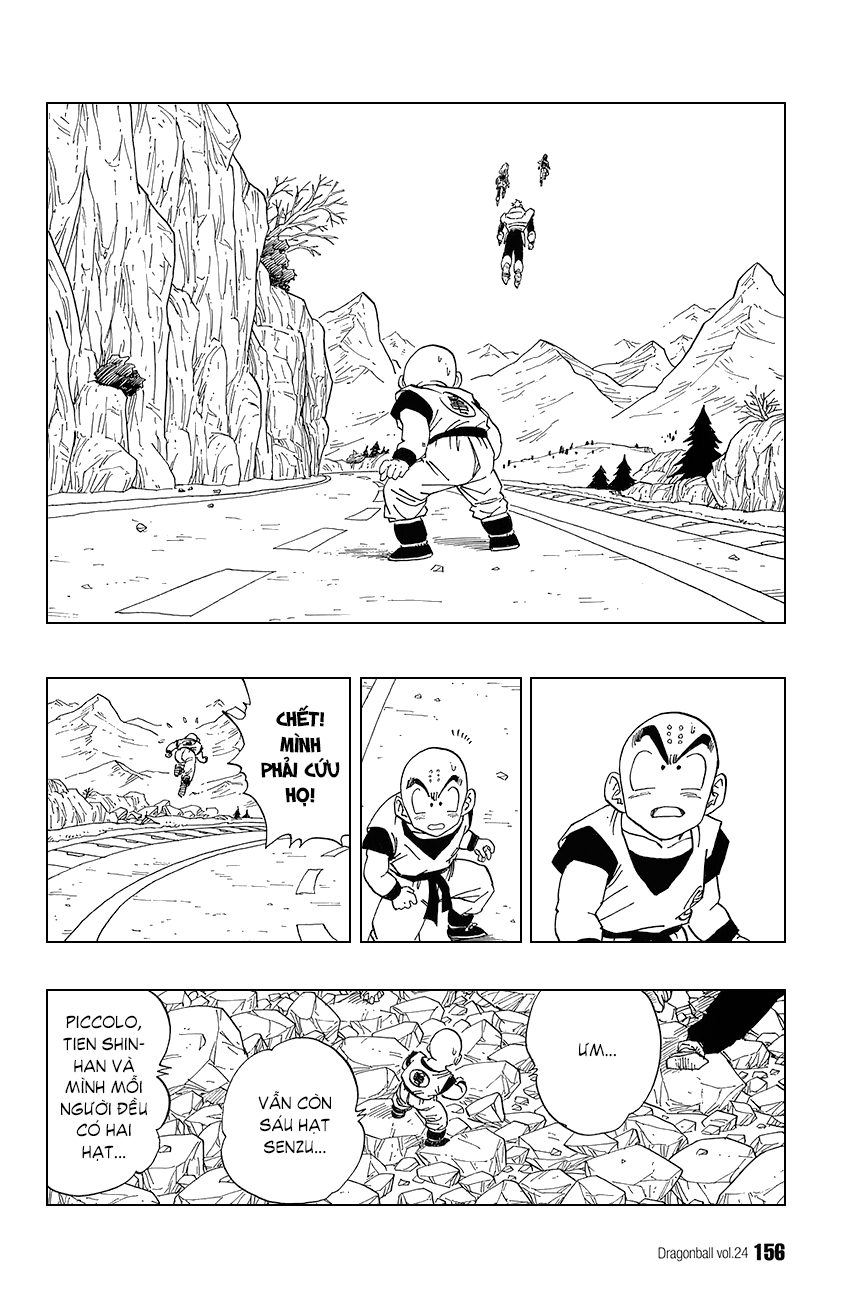 CHẾT!
MÌNH
PHẢI CỨU
HỌ!
ƯM...
VẪN CÒN
SÁU HẠT
SENZU...
PICCOLO,
TIEN SHIN-
HAN VÀ
MÌNH MỖI
NGƯỜI ĐỀU
CÓ HAI
HẠT...
Dragonball vol.24 156